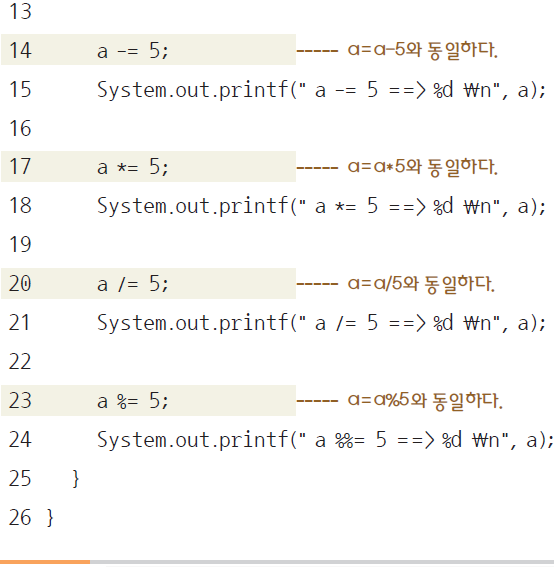 13
14 a -= 5; ----- a=a-5와 동일하다.
15 System.out.printf(" a -= 5 ==> %d ₩n", a);
16
17 a *= 5; ----- a=a*5와 동일하다.
18 System.out.printf(" a *= 5 ==> %d ₩n", a);
19
20 a /= 5; ----- a=a/5와 동일하다.
21 System.out.printf(" a /= 5 ==> %d ₩n", a);
22
23 a %= 5; ----- a=a%5와 동일하다.
24 System.out.printf(" a %%= 5 ==> %d ₩n", a);
25 }
26 }